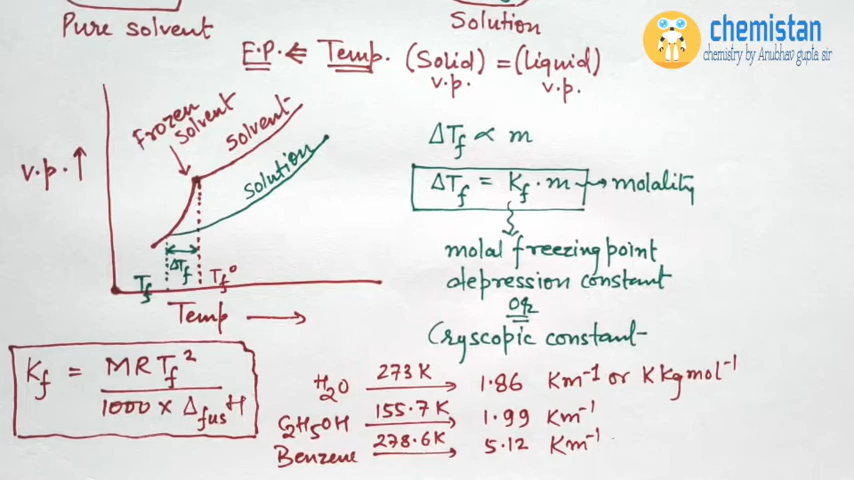 Pure solvent
Solution
chemistan
chemistry by Anubhav gupta sir
F.P. ⇐ Temp. (Solid) = (Liquid)
v.p. v.p.
Frozen solvent
solvent
solution
v.p. ↑
ΔTf
Tf Tf°
Temp →
ΔTf ∝ m
ΔTf = Kf · m → molality
molal freezing point
depression constant
or
Cryscopic constant
Kf = MRTf² / 1000 × ΔfusH
H₂O 273 K → 1.86 Km⁻¹ or K Kg mol⁻¹
C₂H₅OH 155.7 K → 1.99 Km⁻¹
Benzene 278.6 K → 5.12 Km⁻¹